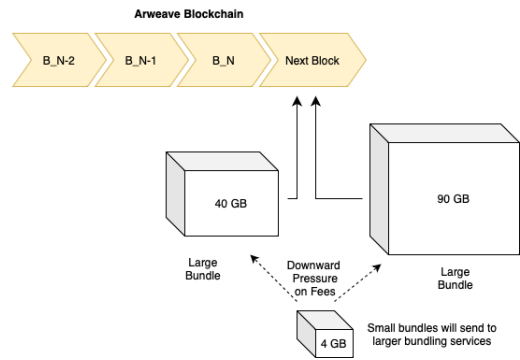 Arweave Blockchain
B_N-2
B_N-1
B_N
Next Block
40 GB
90 GB
Large
Bundle
Downward
Pressure
on Fees
Large
Bundle
4 GB
Small bundles will send to
larger bundling services